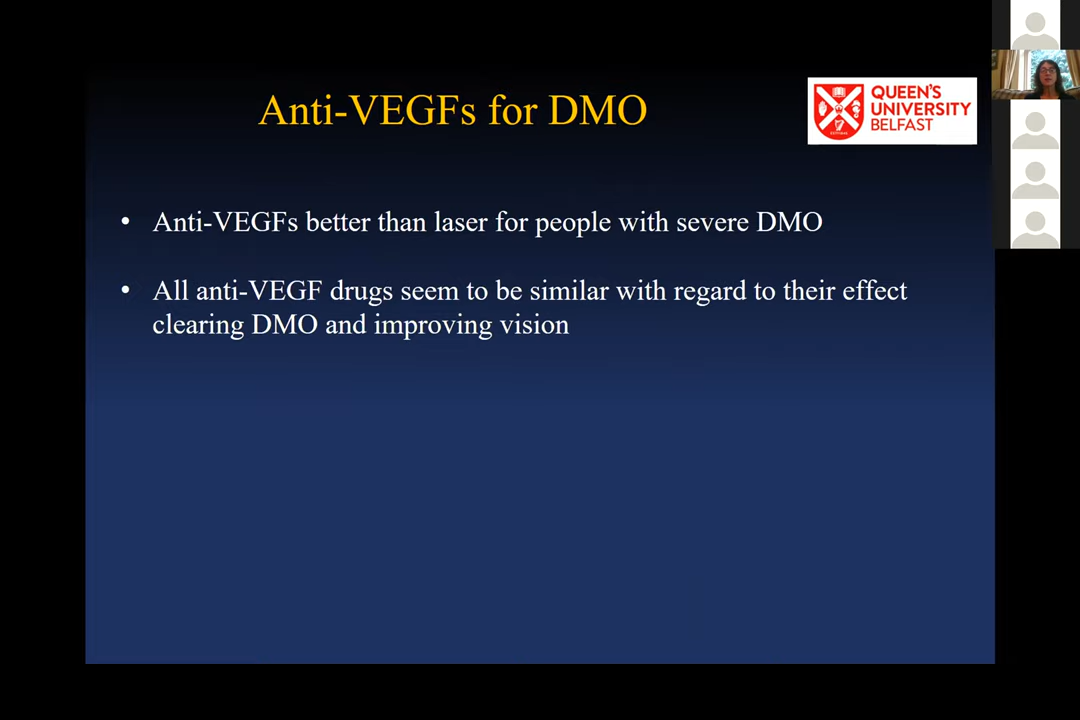 Anti-VEGFs for DMO
QUEEN'S
UNIVERSITY
BELFAST
• Anti-VEGFs better than laser for people with severe DMO
• All anti-VEGF drugs seem to be similar with regard to their effect
clearing DMO and improving vision